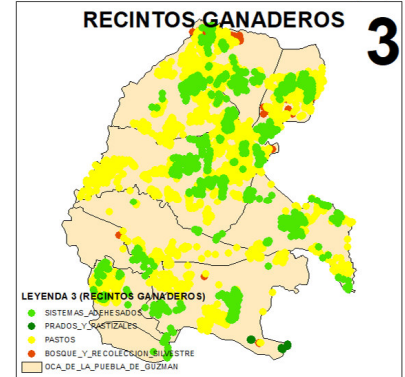 RECINTOS GANADEROS
3
LEYENDA 3 (RECINTOS GANADEROS)
SISTEMAS_ADEHESADOS
PRADOS_Y_PASTIZALES
PASTOS
BOSQUE_Y_RECOLECCION_SILVESTRE
OCA_DE_LA_PUEBLA_DE_GUZMAN